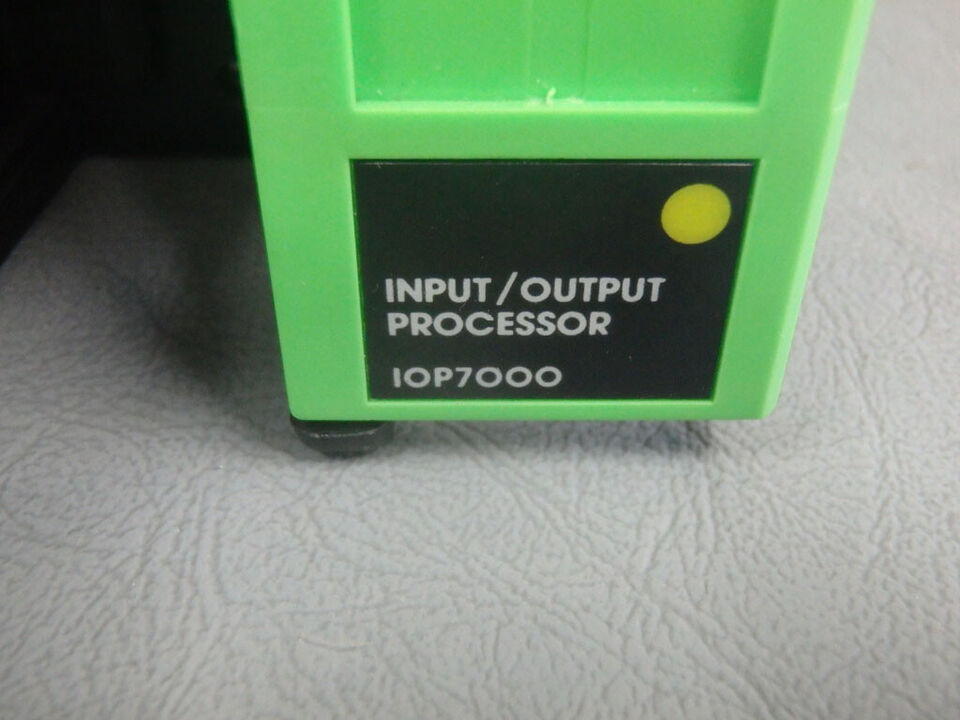 INPUT/OUTPUT
PROCESSOR
IOP7000